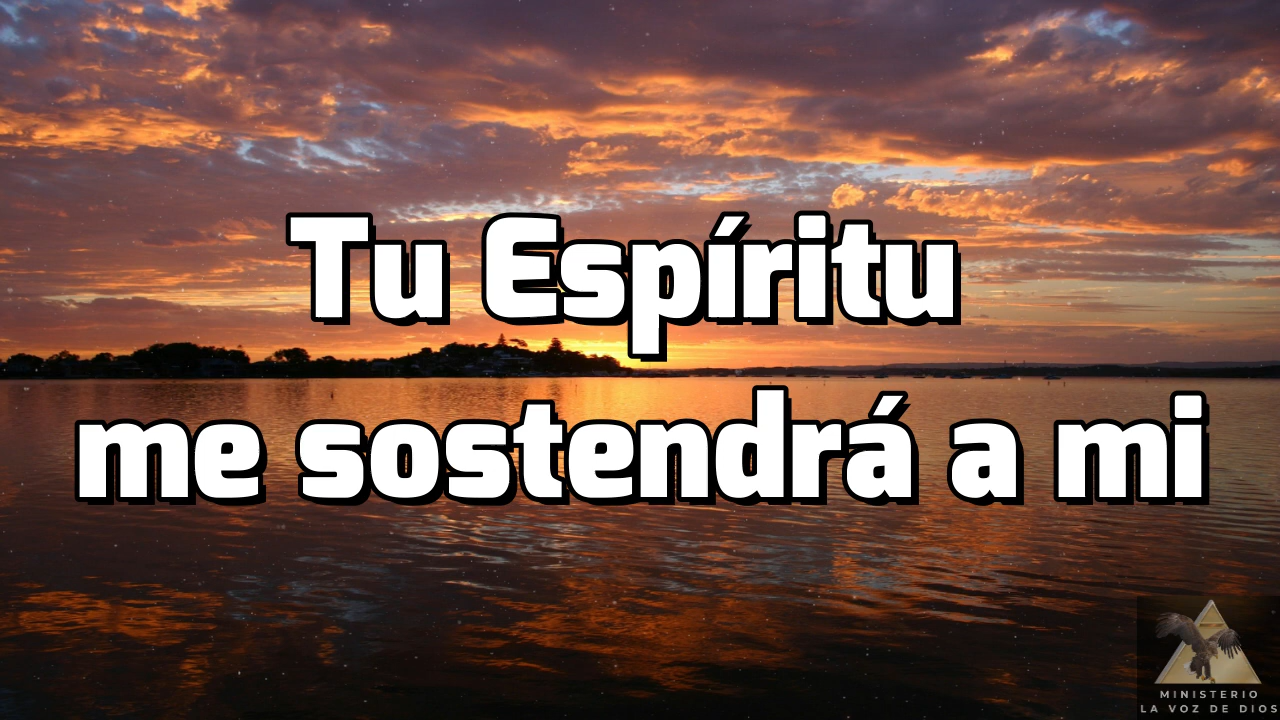 Tu Espíritu
me sostendrá a mi
MINISTERIO
LA VOZ DE DIOS